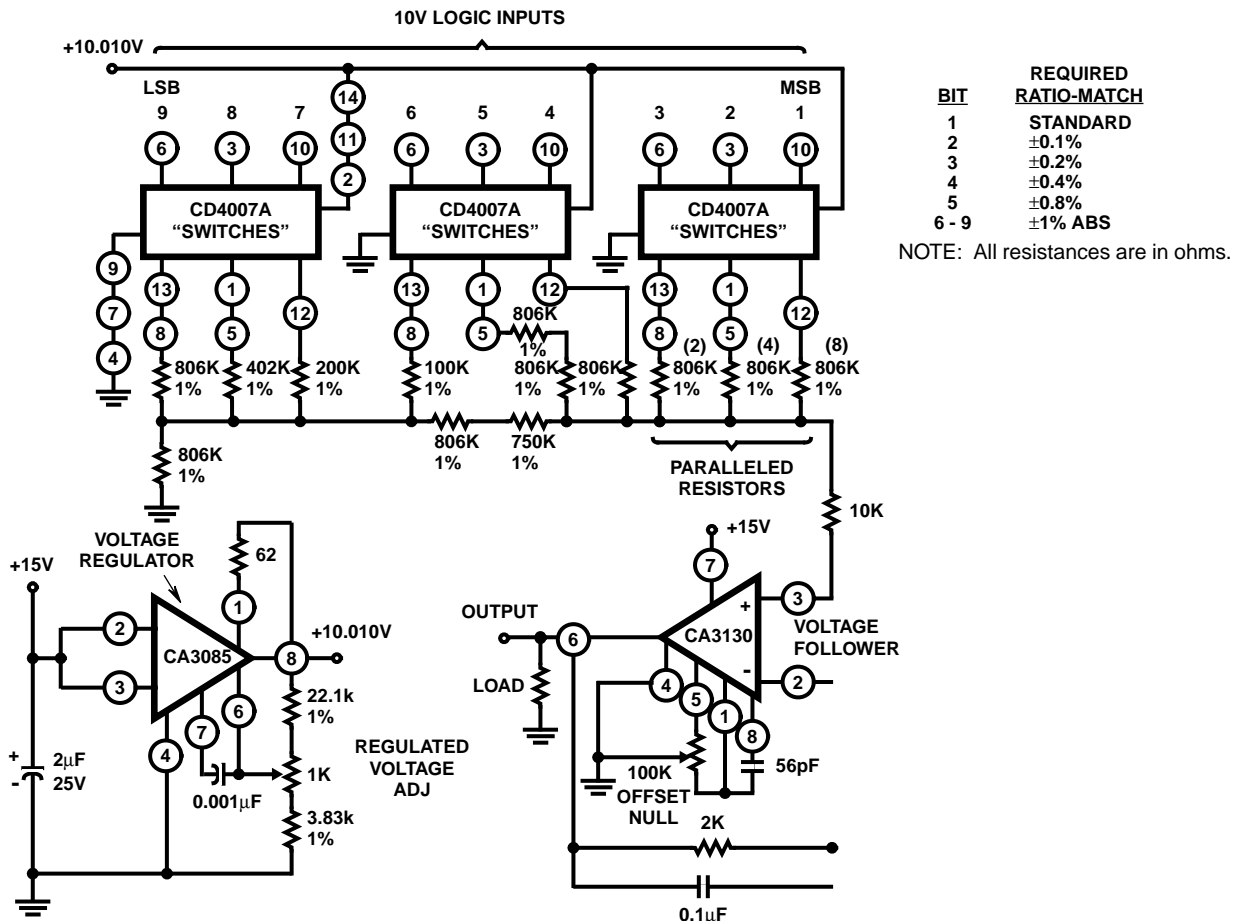 10V LOGIC INPUTS
+10.010V
LSB
MSB
9 8 7 6 5 4 3 2 1
14
11
2
6 3 10 6 3 10 6 3 10
CD4007A
“SWITCHES”
CD4007A
“SWITCHES”
CD4007A
“SWITCHES”
9
7
4
13 1 12
8 5
13 1 12
8 5
13 1 12
8 5
806K
1%
402K
1%
200K
1%
100K
1%
806K
1%
806K
1%
806K
1%
(2)
806K
1%
(4)
806K
1%
(8)
806K
1%
806K
1%
750K
1%
806K
1%
PARALLELED
RESISTORS
10K
REQUIRED
BIT RATIO-MATCH
1 STANDARD
2 ±0.1%
3 ±0.2%
4 ±0.4%
5 ±0.8%
6 - 9 ±1% ABS
NOTE: All resistances are in ohms.
VOLTAGE
REGULATOR
+15V
62
1
2
3
CA3085
8
+10.010V
4
7
6
22.1k
1%
1K
3.83k
1%
0.001µF
+
-
2µF
25V
REGULATED
VOLTAGE
ADJ
+15V
7
OUTPUT
6
LOAD
CA3130
+
-
3
2
VOLTAGE
FOLLOWER
4
5
1
8
100K
OFFSET
NULL
56pF
2K
0.1µF